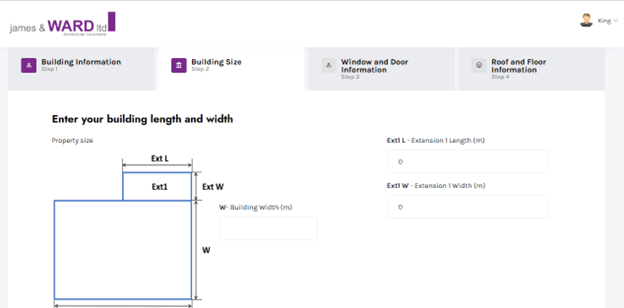 james & WARD ltd
Architectural Consultants
King
Building Information
Step 1
Building Size
Step 2
Window and Door
Information
Step 3
Roof and Floor
Information
Step 4
Enter your building length and width
Property size
Ext L
Ext1
Ext W
W
W- Building Width (m)
Ext1 L - Extension 1 Length (m)
0
Ext1 W - Extension 1 Width (m)
0